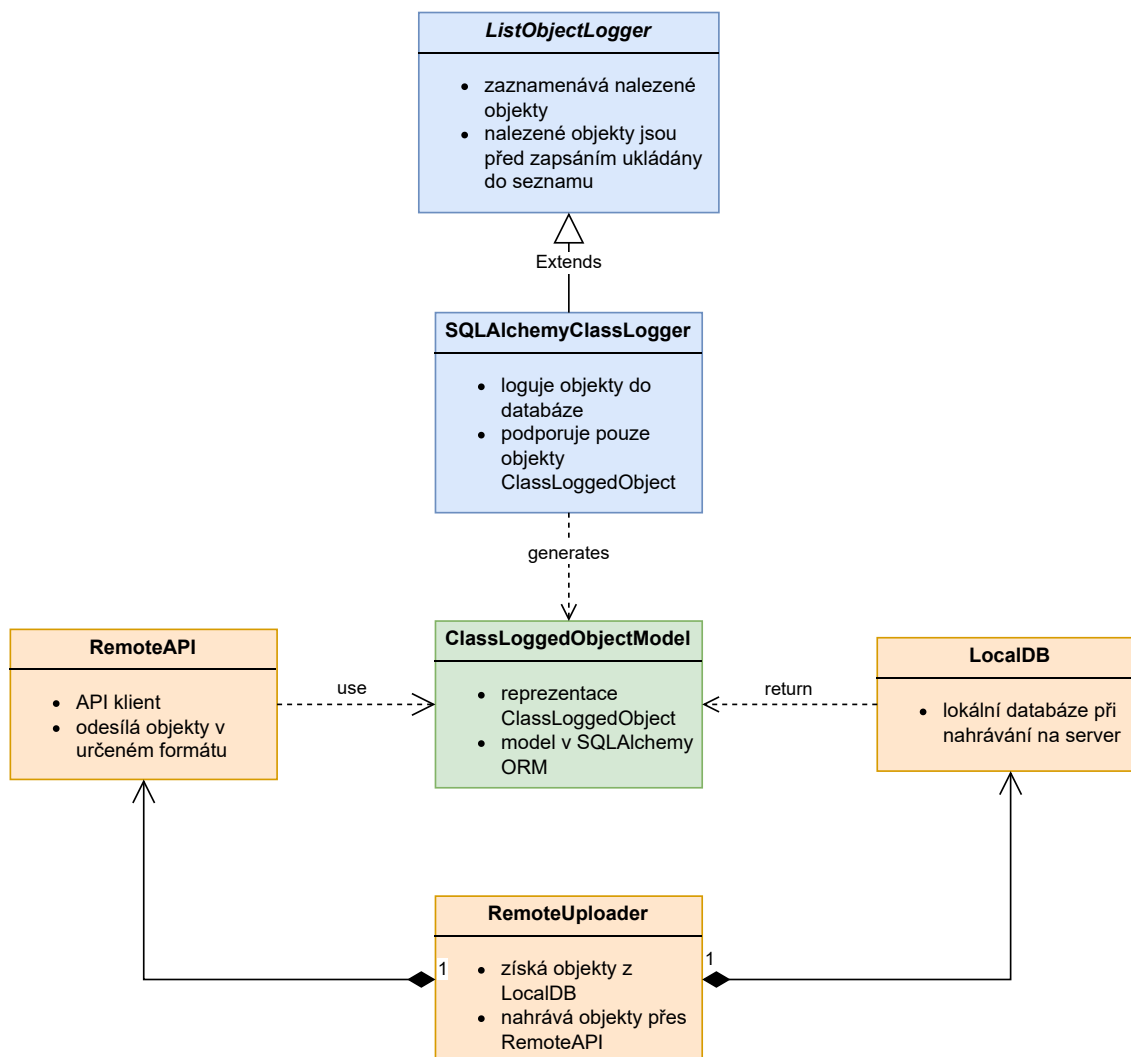 ListObjectLogger
• zaznamenává nalezené
objekty
• nalezené objekty jsou
před zapsáním ukládány
do seznamu
Extends
SQLAlchemyClassLogger
• loguje objekty do
databáze
• podporuje pouze
objekty
ClassLoggedObject
generates
RemoteAPI
• API klient
• odesílá objekty v
určeném formátu
use
ClassLoggedObjectModel
• reprezentace
ClassLoggedObject
• model v SQLAlchemy
ORM
return
LocalDB
• lokální databáze při
nahrávání na server
RemoteUploader
1
• získá objekty z
LocalDB
• nahrává objekty přes
RemoteAPI
1